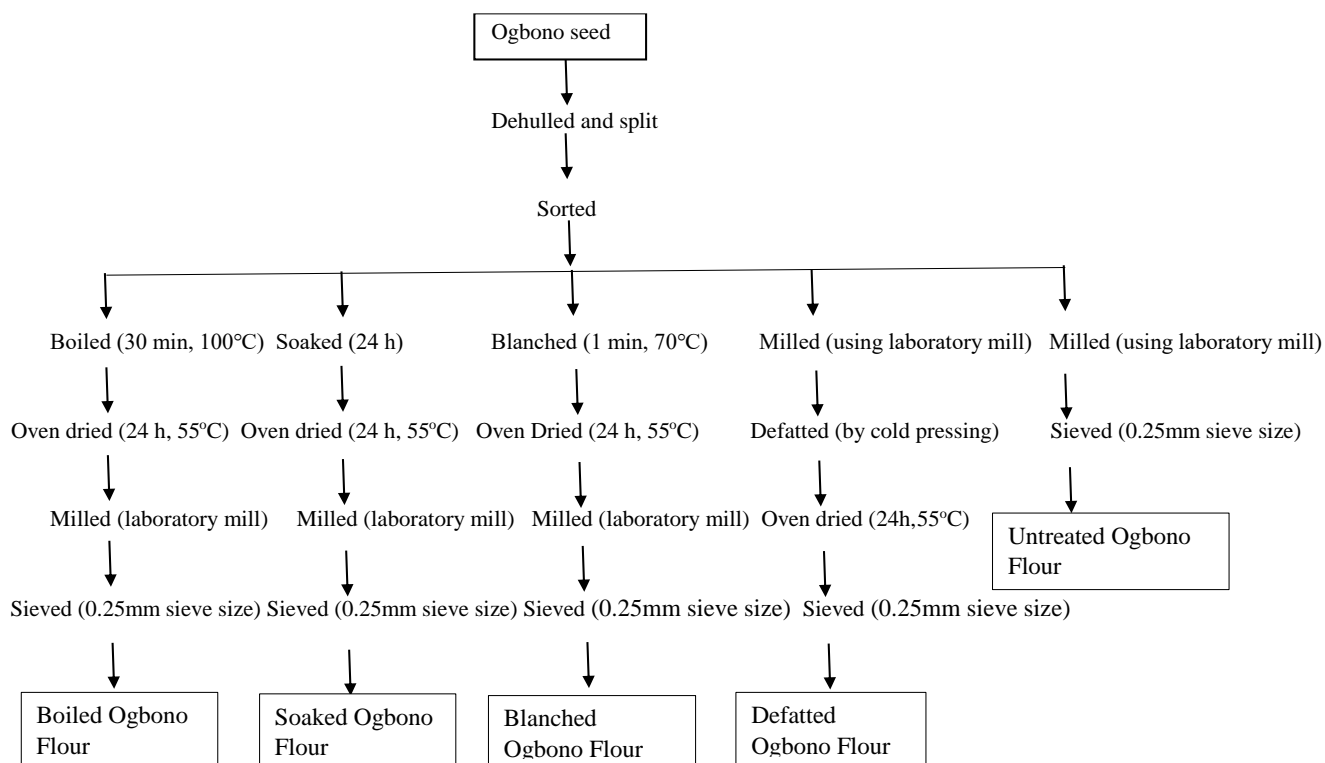 Ogbono seed
Dehulled and split
Sorted
Boiled (30 min, 100°C) Soaked (24 h) Blanched (1 min, 70°C) Milled (using laboratory mill) Milled (using laboratory mill)
Oven dried (24 h, 55°C) Oven dried (24 h, 55°C) Oven Dried (24 h, 55°C) Defatted (by cold pressing) Sieved (0.25mm sieve size)
Milled (laboratory mill) Milled (laboratory mill) Milled (laboratory mill) Oven dried (24h,55°C)
Untreated Ogbono
Flour
Sieved (0.25mm sieve size) Sieved (0.25mm sieve size) Sieved (0.25mm sieve size) Sieved (0.25mm sieve size)
Boiled Ogbono
Flour
Soaked Ogbono
Flour
Blanched
Ogbono Flour
Defatted
Ogbono Flour